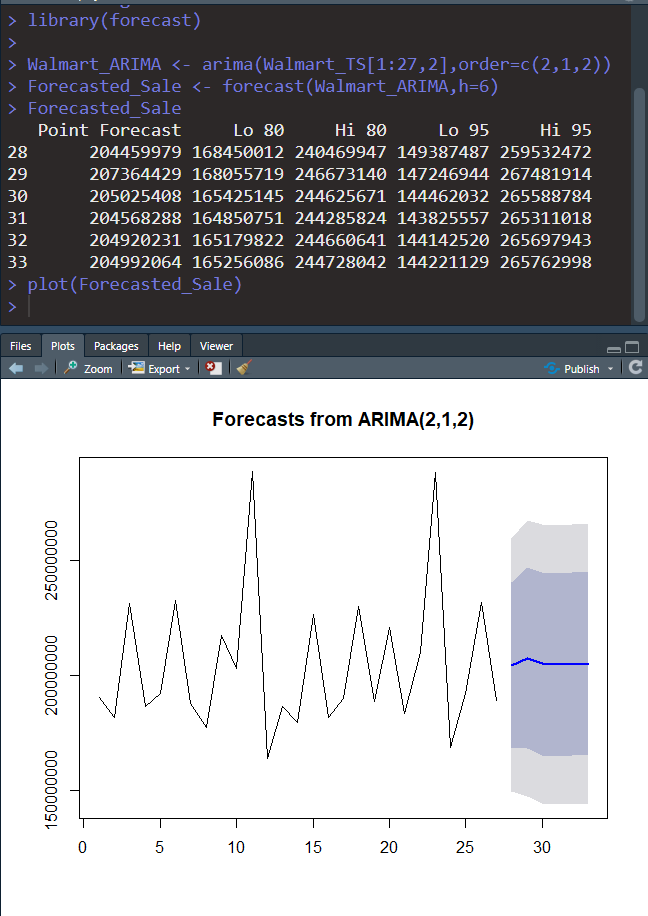 > library(forecast)
>
> Walmart_ARIMA <- arima(Walmart_TS[1:27,2],order=c(2,1,2))
> Forecasted_Sale <- forecast(Walmart_ARIMA,h=6)
> Forecasted_Sale
Point Forecast Lo 80 Hi 80 Lo 95 Hi 95
28 204459979 168450012 240469947 149387487 259532472
29 207364429 168055719 246673140 147246944 267481914
30 205025408 165425145 244625671 144462032 265588784
31 204568288 164850751 244285824 143825557 265311018
32 204920231 165179822 244660641 144142520 265697943
33 204992064 165256086 244728042 144221129 265762998
> plot(Forecasted_Sale)
>
Files Plots Packages Help Viewer
Zoom Export Publish
Forecasts from ARIMA(2,1,2)
250000000
200000000
150000000
0 5 10 15 20 25 30